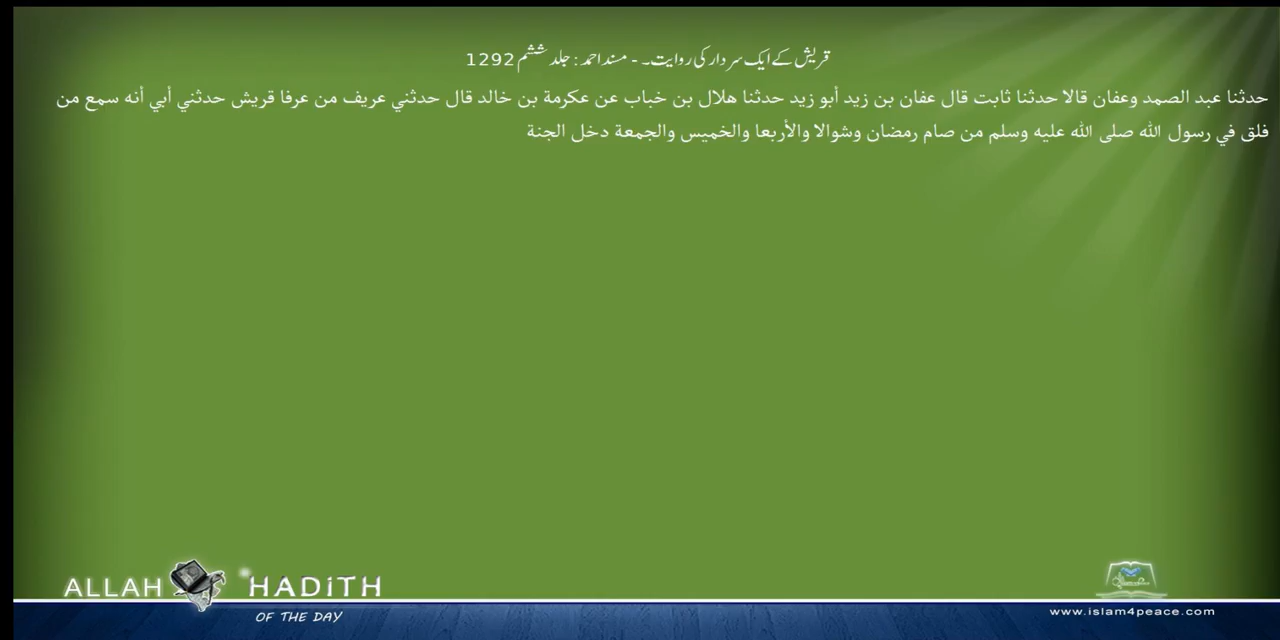 قریش کے ایک سردار کی روایت۔ - مسند احمد : جلد ششم 1292
حدثنا عبد الصمد وعفان قالا حدثنا ثابت قال عفان بن زيد أبو زيد حدثنا هلال بن خباب عن عكرمة بن خالد قال حدثني عريف من عرفا قريش حدثني أبي أنه سمع من
فلق في رسول الله صلى الله عليه وسلم من صام رمضان وشوالا والأربعا والخميس والجمعة دخل الجنة
ALLAH HADITH
OF THE DAY
www.islam4peace.com